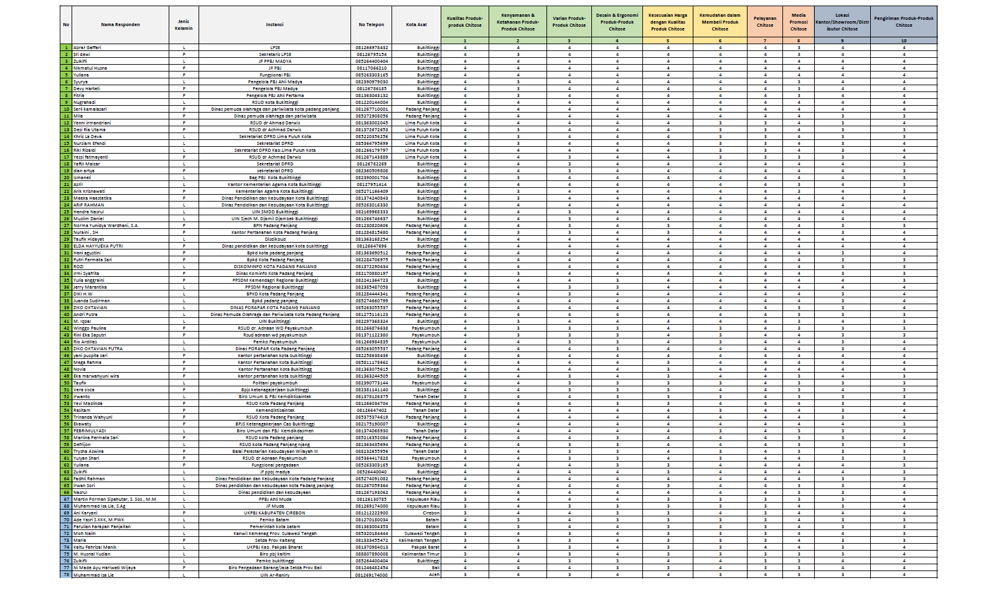 No Nama Responden Jenis Kelamin Instansi No Telepon Kota Asal Kualitas Produk-produk Chitose Kenyamanan & Ketahanan Produk-Produk Chitose Varian Produk-Produk Chitose Desain & Ergonomi Produk-Produk Chitose Kesesuaian Harga dengan Kualitas Produk Chitose Kemudahan dalam Membeli Produk Chitose Pelayanan Chitose Media Promosi Chitose Lokasi Kantor/Showroom/Distributor Chitose Pengiriman Produk-Produk Chitose
1 2 3 4 5 6 7 8 9 10
1 Abrar Gaffari L LPSE 081266978432 Bukittinggi 4 4 4 4 4 4 4 3 4 4
2 Sri dewi P Sekretaris LPSE 08126795154 Bukittinggi 4 3 4 4 4 4 4 3 4 4
3 Zulkifli L JF PPBJ MADYA 085264400404 Bukittinggi 4 4 4 4 4 4 4 4 4 4
4 Nikmatul Husna P JF PBJ 08117066210 Bukittinggi 4 4 4 4 4 4 4 4 4 4
5 Yuliana P Fungsional PBJ 085263303165 Bukittinggi 4 4 4 4 4 4 4 4 4 4
6 Syurya L Pengelola PBJ Ahli Madya 082390979030 Bukittinggi 4 3 4 4 4 4 4 3 4 4
7 Devy Harteti P Pengelola PBJ Madya 08126786185 Bukittinggi 4 3 4 4 4 4 4 3 4 4
8 Fitria P Pengelola PBJ Ahli Pertama 081363043132 Bukittinggi 4 3 4 4 4 4 4 3 4 4
9 Nugrahadi L RSUD kota Bukittinggi 081220144004 Bukittinggi 4 4 4 4 4 4 4 4 4 4
10 Serli kamalasari P Dinas pemuda olahraga dan pariwisata kota padang panjang 081267710001 Padang Panjang 4 4 4 4 4 4 4 4 4 4
11 Mila P Dinas pemuda olahraga dan pariwisata 085272908056 Padang Panjang 4 4 4 4 4 4 4 4 3 3
12 Yenni irmandriani P RSUD dr Ahmad Darwis 081363002045 Lima Puluh Kota 4 4 4 4 4 3 3 4 3 4
13 Desi Ria Utama P RSUD dr Achmad Darwis 081372672653 Lima Puluh Kota 4 4 3 4 4 3 3 4 3 3
14 Khris La Deva L Sekretariat DPRD Lima Puluh Kota 085220356256 Lima Puluh Kota 4 3 4 4 4 3 3 4 3 3
15 Nursiam Efendi L Sekretariat DPRD 085364795699 Lima Puluh Kota 4 3 4 4 4 3 3 4 3 4
16 Riki Rizaldi L Sekretariat DPRD Kab.Lima Puluh Kota 081266179797 Lima Puluh Kota 4 4 4 4 4 3 3 4 3 4
17 Yessi fatmayenti P RSUD dr Achmad Darwis 081267143889 Lima Puluh Kota 4 4 3 4 4 3 3 3 3 4
18 Yaftil Maizar L Sekretariat DPRD 08126782269 Bukittinggi 4 4 3 4 4 4 4 4 4 3
19 dian artya P sekretariat DPRD 082360509808 Bukittinggi 4 4 3 4 4 4 4 4 4 3
20 Ismaneli L Bag.PBJ Kota Bukittinggi 082390001704 Bukittinggi 4 3 4 4 4 4 4 4 4 3
21 Azril L Kantor Kementerian Agama Kota Bukittinggi 08127951414 Bukittinggi 4 4 4 4 4 4 4 3 4 3
22 Arik Krisnawati P Kementerian Agama Kota Bukittinggi 085271166409 Bukittinggi 4 3 4 4 4 4 4 3 4 3
23 Meeka Haestetika P Dinas Pendidikan dan Kebudayaan Kota Bukittinggi 081374240843 Bukittinggi 4 3 4 4 4 4 4 4 4 4
24 ARIF RAHMAN L Dinas Pendidikan dan Kebudayaan Kota Bukittinggi 085263016330 Bukittinggi 4 4 4 4 4 4 4 4 4 4
25 Hendra Nasrul L UIN SMDD Bukittinggi 082169968333 Bukittinggi 4 4 3 4 4 4 4 4 4 4
26 Muslim Daniel L UIN Sjech M. Djamil Djambek Bukittinggi 081266746637 Bukittinggi 4 4 3 4 4 4 4 4 4 4
27 Norma Yunidya Wardhani, S.A. P BPN Padang Panjang 081230820606 Padang Panjang 4 4 3 4 3 4 4 4 3 3
28 Nuraini , SH P Kantor Pertanahan Kota Padang Panjang 081284815680 Padang Panjang 4 3 3 4 3 4 4 4 4 4
29 Taufik Hidayat L Disdikbud 081363168254 Bukittinggi 4 4 4 4 4 4 4 4 4 4
30 ELDA HAYYUEKA PUTRI P Dinas pendidikan dan kebudayaan kota bukittinggi 08126647696 Bukittinggi 4 4 4 4 4 4 4 4 4 4
31 Heni agustini P Bpkd kota padang panjang 081363690512 Padang Panjang 4 4 4 4 4 4 4 4 3 4
32 Putri Permata Sari P Bpkd Kota Padang Panjang 082284706975 Padang Panjang 4 4 4 4 4 4 4 4 3 3
33 ROZI L DISKOMINFO KOTA PADANG PANJANG 081372290434 Padang Panjang 4 4 4 4 4 4 4 4 3 3
34 Irmi Syafrita P Dinas Kominfo Kota Padang Panjang 082170880197 Padang Panjang 4 3 4 4 4 4 4 4 3 3
35 Yulia anggraini P PPSDM Kemendagri Regional Bukittinggi 082241364723 Bukittinggi 4 4 4 3 4 4 4 4 4 3
36 Jerry Marantika L PPSDM Regional Bukittinggi 082385487058 Bukittinggi 4 4 3 3 4 4 4 4 4 4
37 DIKI H.W L BPKD Kota Padang Panjang 082284444341 Padang Panjang 4 4 3 4 4 4 4 4 3 4
38 Juanda Sudirman L Bpkd padang panjang 085274660799 Padang Panjang 4 4 4 4 4 4 4 4 3 4
39 ZIKO OKTAVIAN L DINAS PORAPAR KOTA PADANG PANJANG 085263055537 Padang Panjang 4 4 4 4 4 4 4 3 3 4
40 Andri Putra L Dinas Pemuda Olahraga dan Pariwisata Kota Padang Panjang 081275116123 Padang Panjang 4 4 4 4 4 4 4 3 4 3
41 M. Iqbal L UIN Bukittinggi 082297368324 Bukittinggi 4 3 4 4 4 4 4 3 4 3
42 Winggo Paulina P RSUD dr. Adnaan WD Payakumbuh 081266876638 Payakumbuh 4 3 3 3 4 3 4 4 3 4
43 Rini Eka Saputri P Rsud adnaan wd payakumbuh 081371122380 Payakumbuh 4 3 3 3 4 3 4 4 3 4
44 Rio Ardilles L Pemko Payakumbuh 081266984835 Payakumbuh 4 4 3 3 4 3 4 4 3 4
45 ZIKO OKTAVIAN PUTRA L Dinas PORAPAR Kota Padang Panjang 085263055537 Padang Panjang 4 4 4 3 4 4 4 4 3 4
46 yani puspita sari P kantor pertanahan kota bukittinggi 082258638436 Bukittinggi 4 4 4 4 4 4 4 4 4 4
47 Mega Rahma P Kantor Pertanahan Kota Bukittinggi 085811178662 Bukittinggi 4 4 4 4 3 4 4 4 4 4
48 Novia P Kantor Pertanahan Kota Bukittingg 081363075615 Bukittinggi 4 4 4 4 3 4 4 4 4 4
49 Eka marwahyuni wira P kantor pertanahan kota bukittinggi 081363244505 Bukittinggi 4 4 3 4 3 4 4 3 4 3
50 Taufik L Politani payakumbuh 082390773144 Payakumbuh 4 4 3 3 3 3 4 4 3 3
51 Vera sisca P Bpjs ketenagajerjaan bukittinggi 082381141140 Bukittinggi 4 4 3 3 3 4 3 4 3 3
52 Irwanto L Biro Umum & PBJ Kemdiktisaintek 081378126375 Tanah Datar 3 4 4 3 3 3 4 4 3 3
53 Yevi Maslinda P RSUD Kota Padang Panjang 081266034704 Padang Panjang 4 4 4 3 3 4 4 4 3 4
54 Rasitam P Kemendiktisaintek 08126647402 Tanah Datar 3 4 4 4 4 3 4 4 3 3
55 Trinanda Wahyuni P RSUD Kota Padang Panjang 085375374619 Padang Panjang 4 4 4 4 4 4 4 4 3 4
56 Ekawaty P BPJS Ketenagakerjaan Cab Bukittinggi 082175190007 Bukittinggi 4 4 4 4 4 4 4 4 4 3
57 PEBRIMULYADI L Biro Umum dan PBJ Kemdikdasmen 081374068930 Tanah Datar 3 4 4 4 4 3 4 3 3 3
58 Marlina Permata Sari P RSUD kota Padang panjang 085216352084 Padang Panjang 4 4 4 3 4 4 4 4 3 4
59 Defrijon L RSUD kota Padang Panjang njang 081363435694 Padang Panjang 4 4 3 3 4 4 4 4 3 3
60 Trysha Aswina P Balai Pelestarian Kebudayaan Wilayah III 088232655956 Tanah Datar 3 4 3 3 4 4 4 3 3 3
61 Yulyan Shari P RSUD dr Adnaan Payakumbuh 085364417828 Payakumbuh 4 4 3 3 4 3 4 4 3 4
62 Yuliana P Fungsional pengadaan 085263303165 Bukittinggi 4 4 4 3 3 4 4 4 4 3
63 Zulkifli L Jf ppbj madya 08526440040 Bukittinggi 4 4 4 4 3 4 4 4 4 3
64 Fadhli Rahman L Dinas Pendidikan dan Kebudayaan Kota Padang Panjang 085274091082 Padang Panjang 4 4 4 4 4 4 4 4 3 3
65 Irwan Sori L Dinas pendidikan dan kebudayaan kota Padang panjang 081267059364 Padang Panjang 4 4 4 4 3 4 3 3 3 4
66 Nasrul L Dinas pendidikan dan kebudayaan 081267193062 Padang Panjang 4 4 4 4 4 4 4 3 3 4
67 Martin Porman Sipahutar, S. Sos., M.M. L PPBJ Ahli Muda 08126130785 Kepulauan Riau 3 4 4 4 3 3 3 3 3 4
68 Muhammad Isa Lie, S.Ag L JF Muda 081269174000 Kepulauan Riau 3 4 4 3 3 3 4 3 3 4
69 Ani Karyani P UKPBJ KABUPATEN CIREBON 081212222900 Cirebon 3 4 4 3 3 3 4 3 4 4
70 Ade Yasri S.KKK, M.PWK L Pemko Batam 081270180034 Batam 4 3 4 3 3 3 4 4 3 3
71 Parulian harapan Panjaitan L Pemerintah kota batam 081363004353 Batam 4 3 4 4 3 3 4 3 3 4
72 Moh Naim L Kanwil Kemenag Prov. Sulawesi Tengah 085320184444 Sulawesi Tengah 3 4 3 4 3 3 3 4 4 3
73 Maria P Setda Prov Kalteng 081333455472 Kalimantan Tengah 3 4 3 4 3 4 4 3 3 4
74 Kaltu Fahrizal Manik L UKPBJ Kab. Pakpak Bharat 081370984013 Pakpak Barat 4 3 4 3 3 4 4 3 3 4
75 M. Husnal Yudian L Biro pbj kaltim 088807890008 Kalimantan Timur 3 4 3 4 3 4 3 3 4 3
76 Zulkifli L Pemko bukittinggi 085264400404 Bukittinggi 4 4 3 4 4 4 3 3 3 4
77 Ni Made Ayu Hariwati Wijaya P Biro Pengadaan Barang/Jasa Setda Prov Bali 081246482454 Bali 4 4 4 3 3 4 3 3 4 4
78 Muhammad Isa Lie L UIN Ar-Raniry 081269174000 Aceh 3 4 3 4 4 3 4 3 3 4